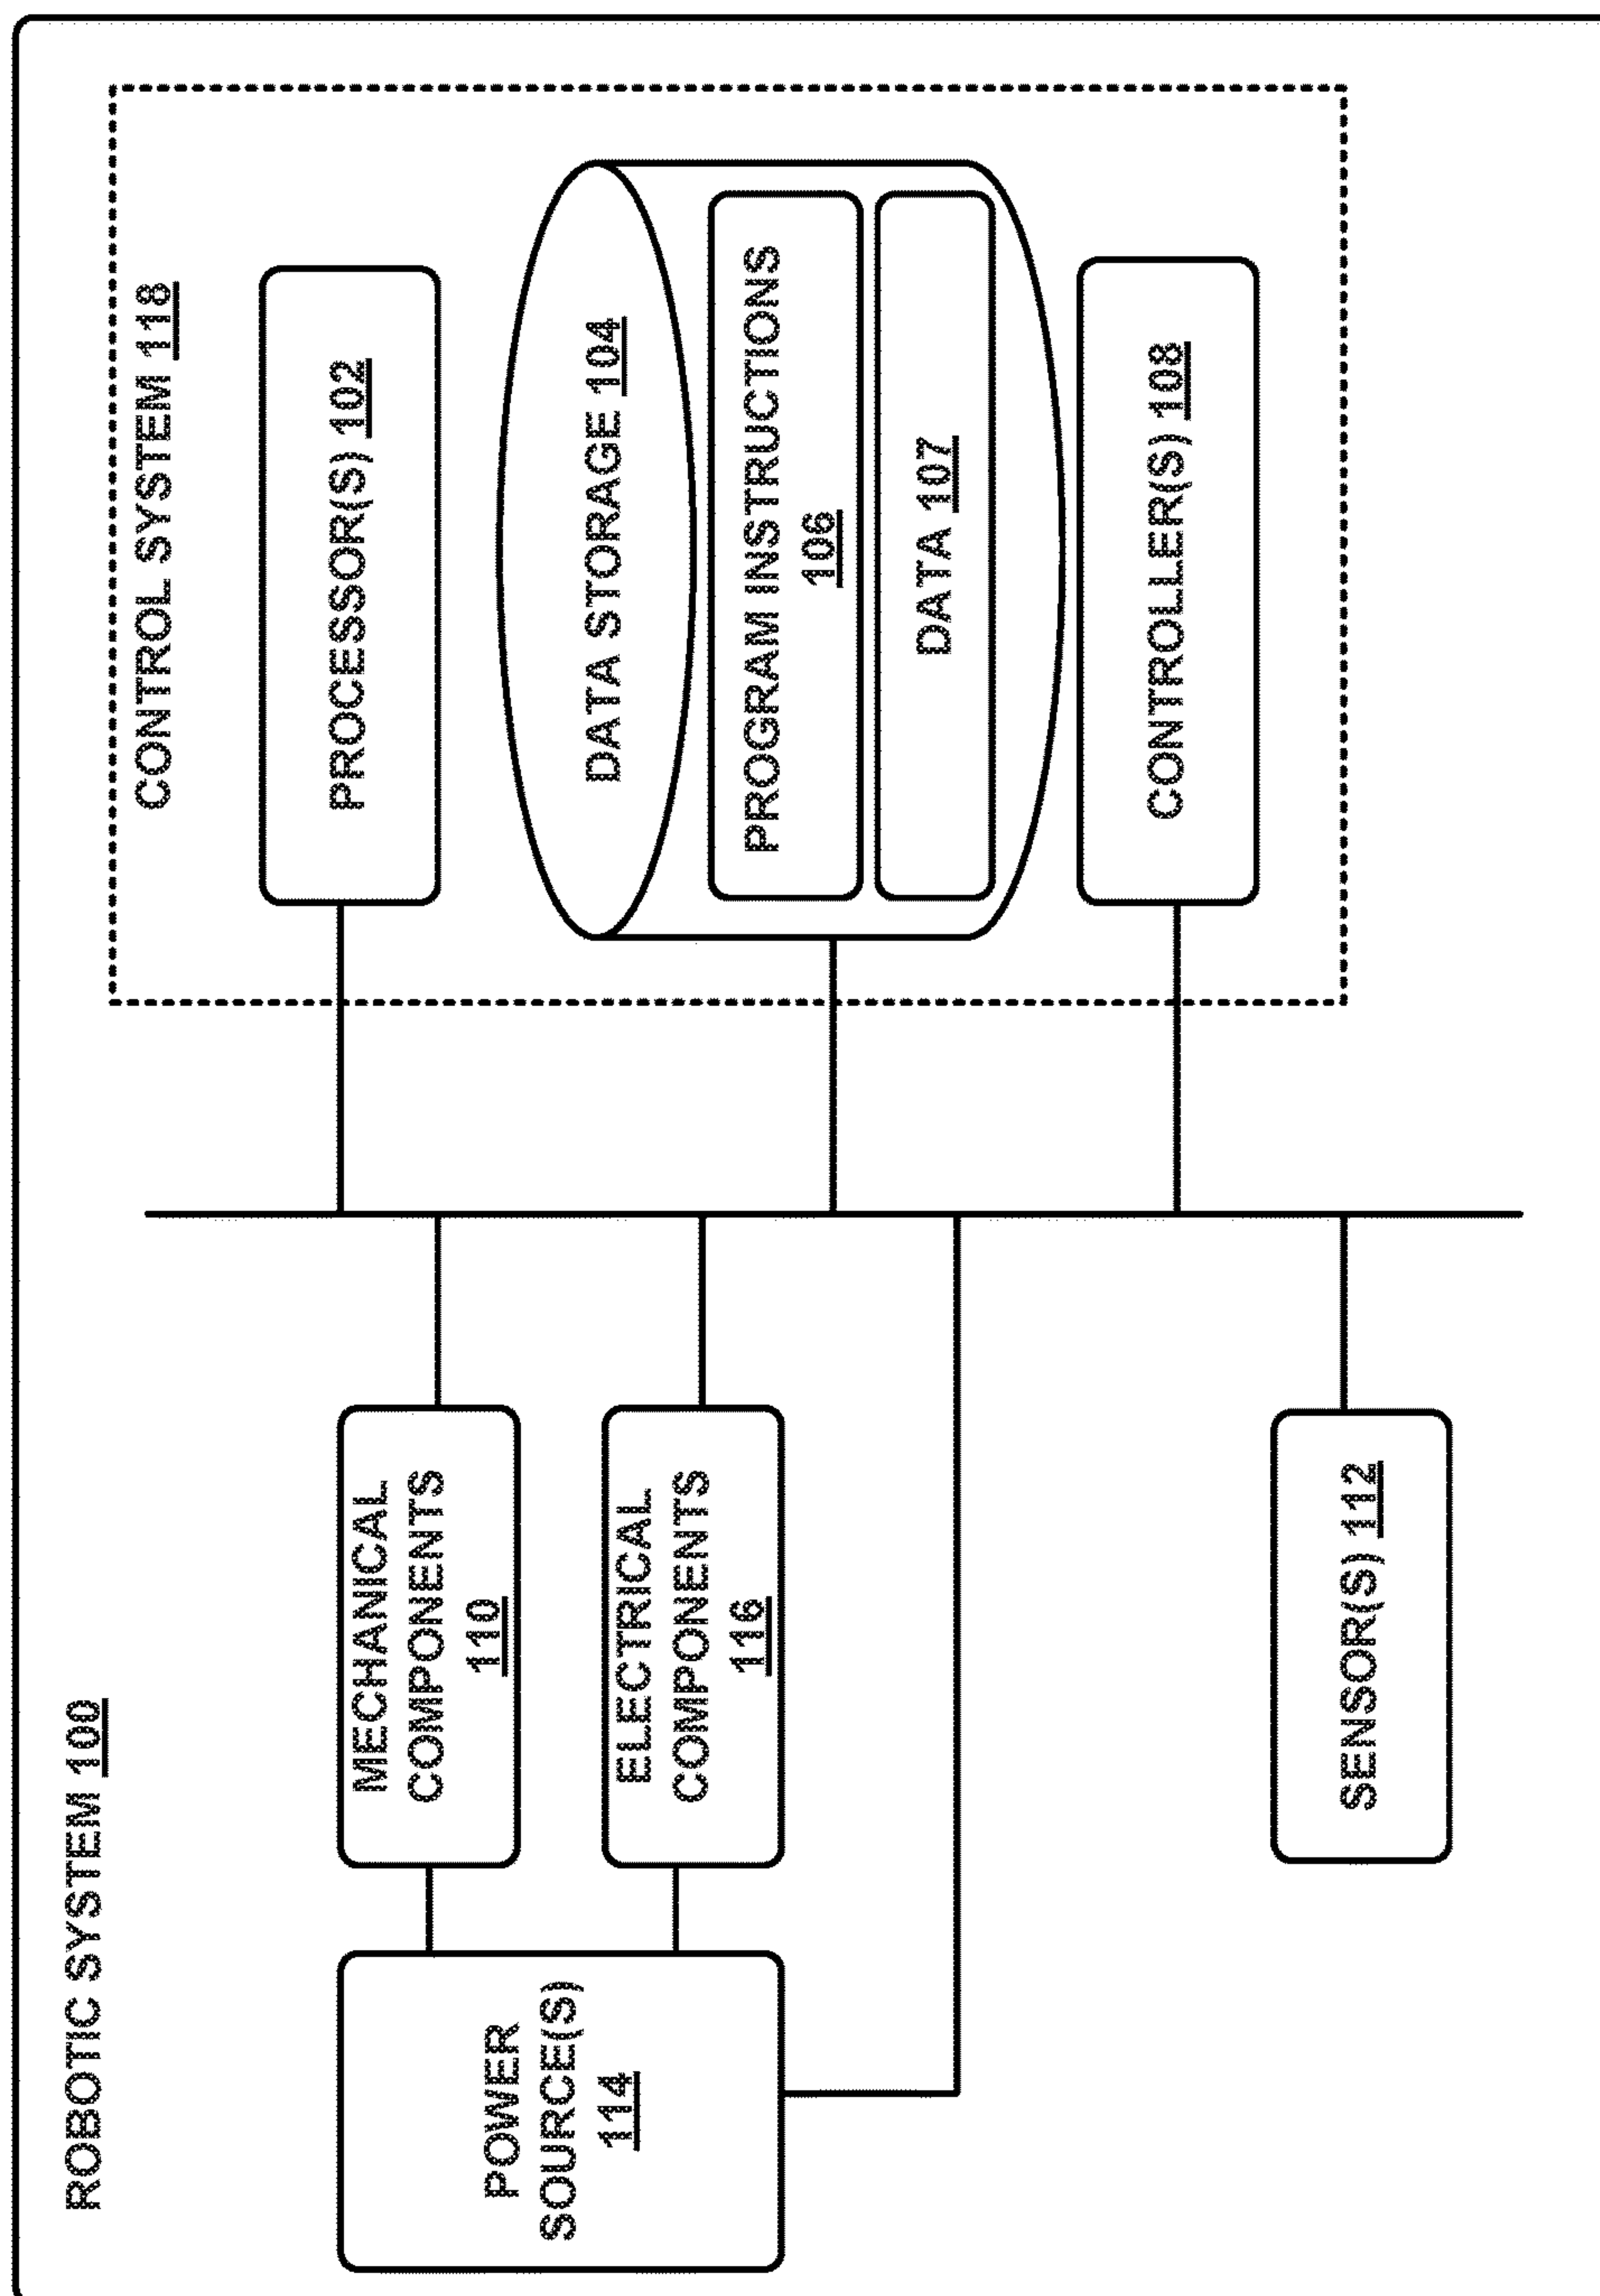 ROBOTIC SYSTEM 100
CONTROL SYSTEM 118
PROCESSOR(S) 102
DATA STORAGE 104
PROGRAM INSTRUCTIONS
106
DATA 107
CONTROLLER(S) 108
MECHANICAL
COMPONENTS
110
ELECTRICAL
COMPONENTS
116
POWER
SOURCE(S)
114
SENSOR(S) 112